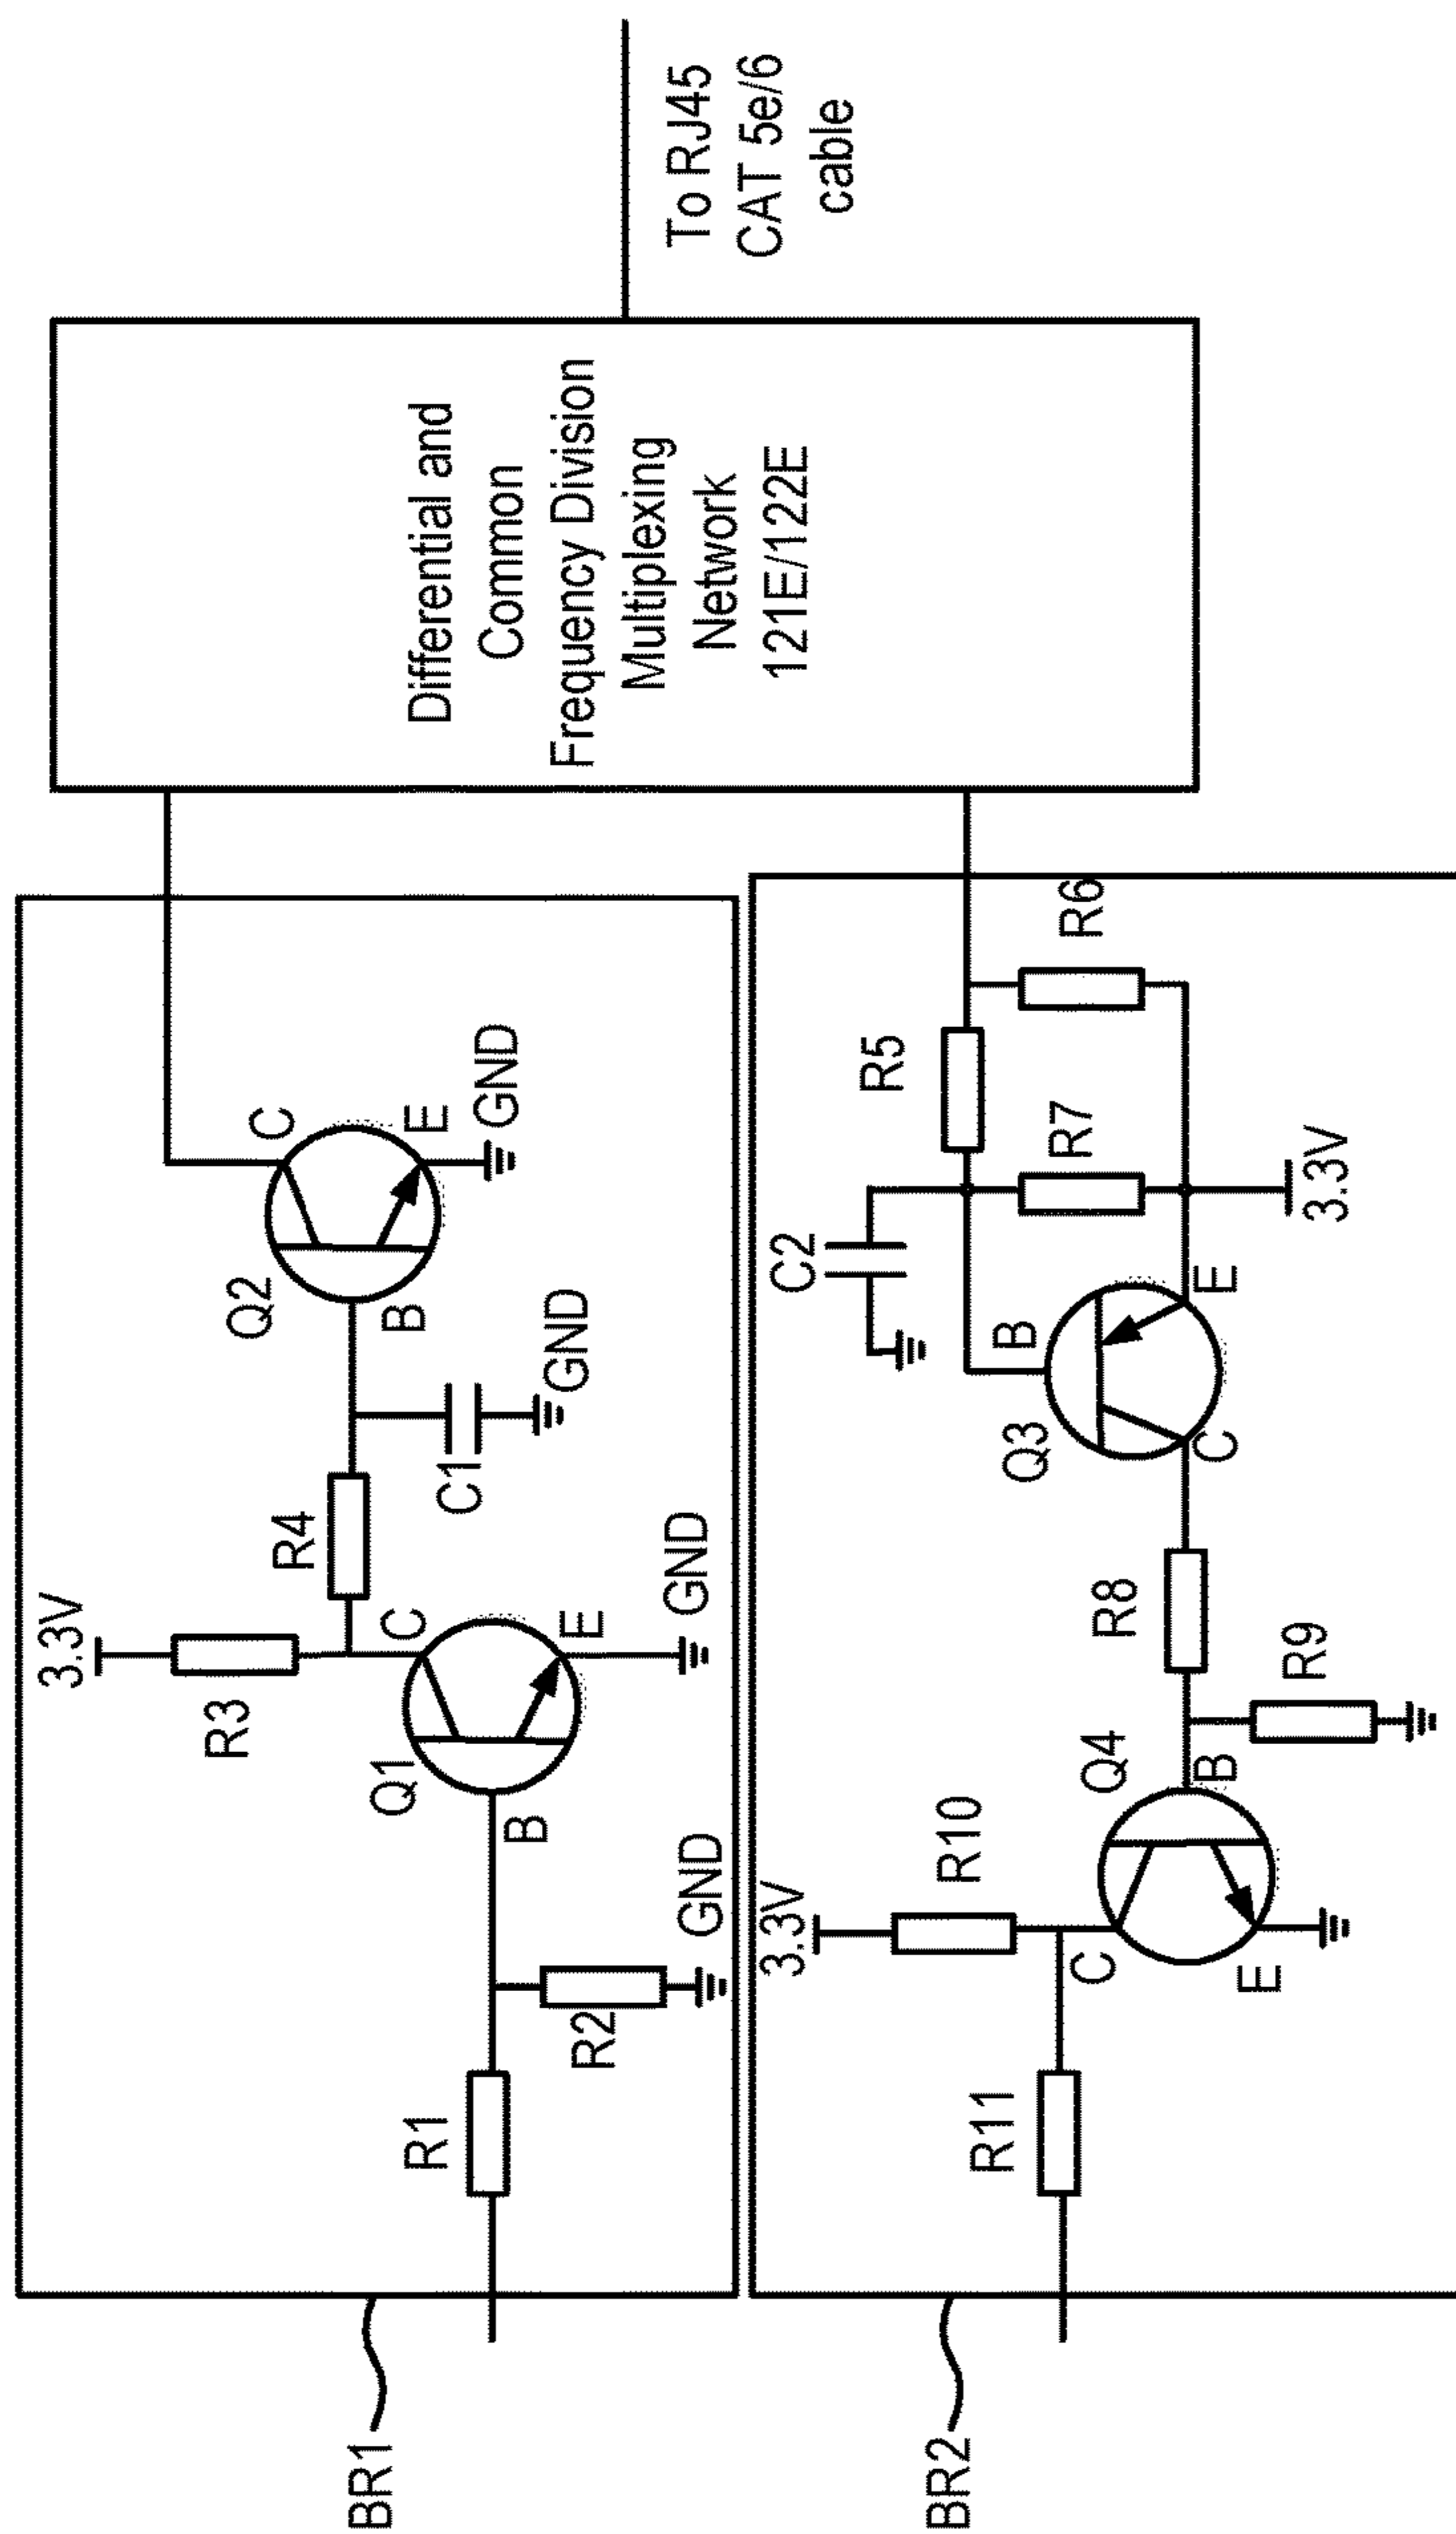 BR1
R1
R2
GND
B
Q1
C
E
GND
3.3V
R3
R4
C1
GND
B
Q2
C
E
GND
Differential and
Common
Frequency Division
Multiplexing
Network
121E/122E
To RJ45
CAT 5e/6
cable
BR2
R11
3.3V
R10
C
E
Q4
B
R9
R8
C
Q3
B
E
C2
R5
R7
R6
3.3V